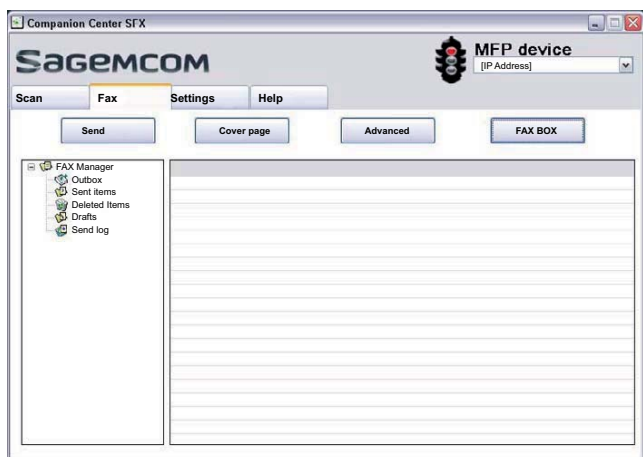 Companion Center SFX
Sagemcom
MFP device
[IP Address]
Scan Fax Settings Help
Send Cover page Advanced FAX BOX
FAX Manager
Outbox
Sent items
Deleted Items
Drafts
Send log